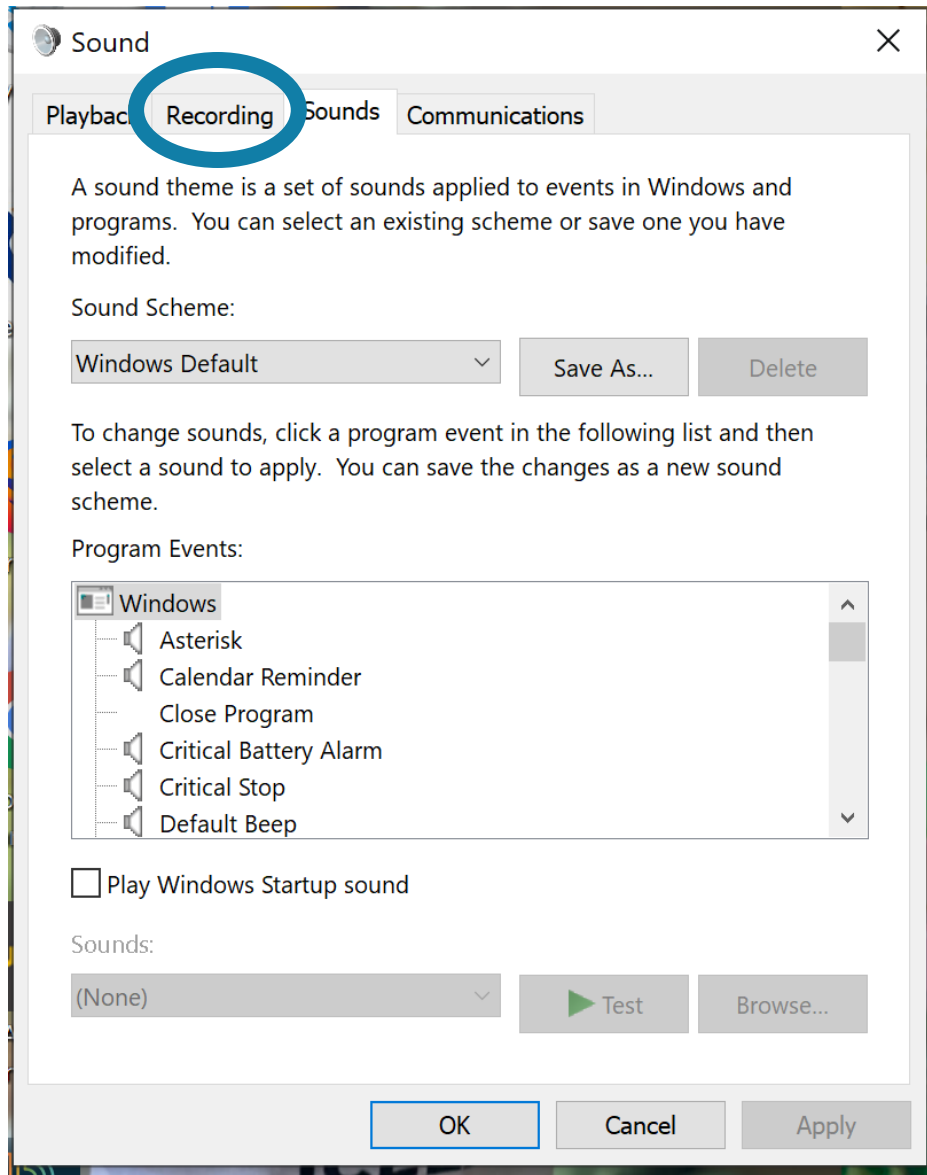 Sound
Playback Recording Sounds Communications
A sound theme is a set of sounds applied to events in Windows and
programs. You can select an existing scheme or save one you have
modified.
Sound Scheme:
Windows Default Save As... Delete
To change sounds, click a program event in the following list and then
select a sound to apply. You can save the changes as a new sound
scheme.
Program Events:
Windows
Asterisk
Calendar Reminder
Close Program
Critical Battery Alarm
Critical Stop
Default Beep
Play Windows Startup sound
Sounds:
(None) Test Browse...
OK Cancel Apply